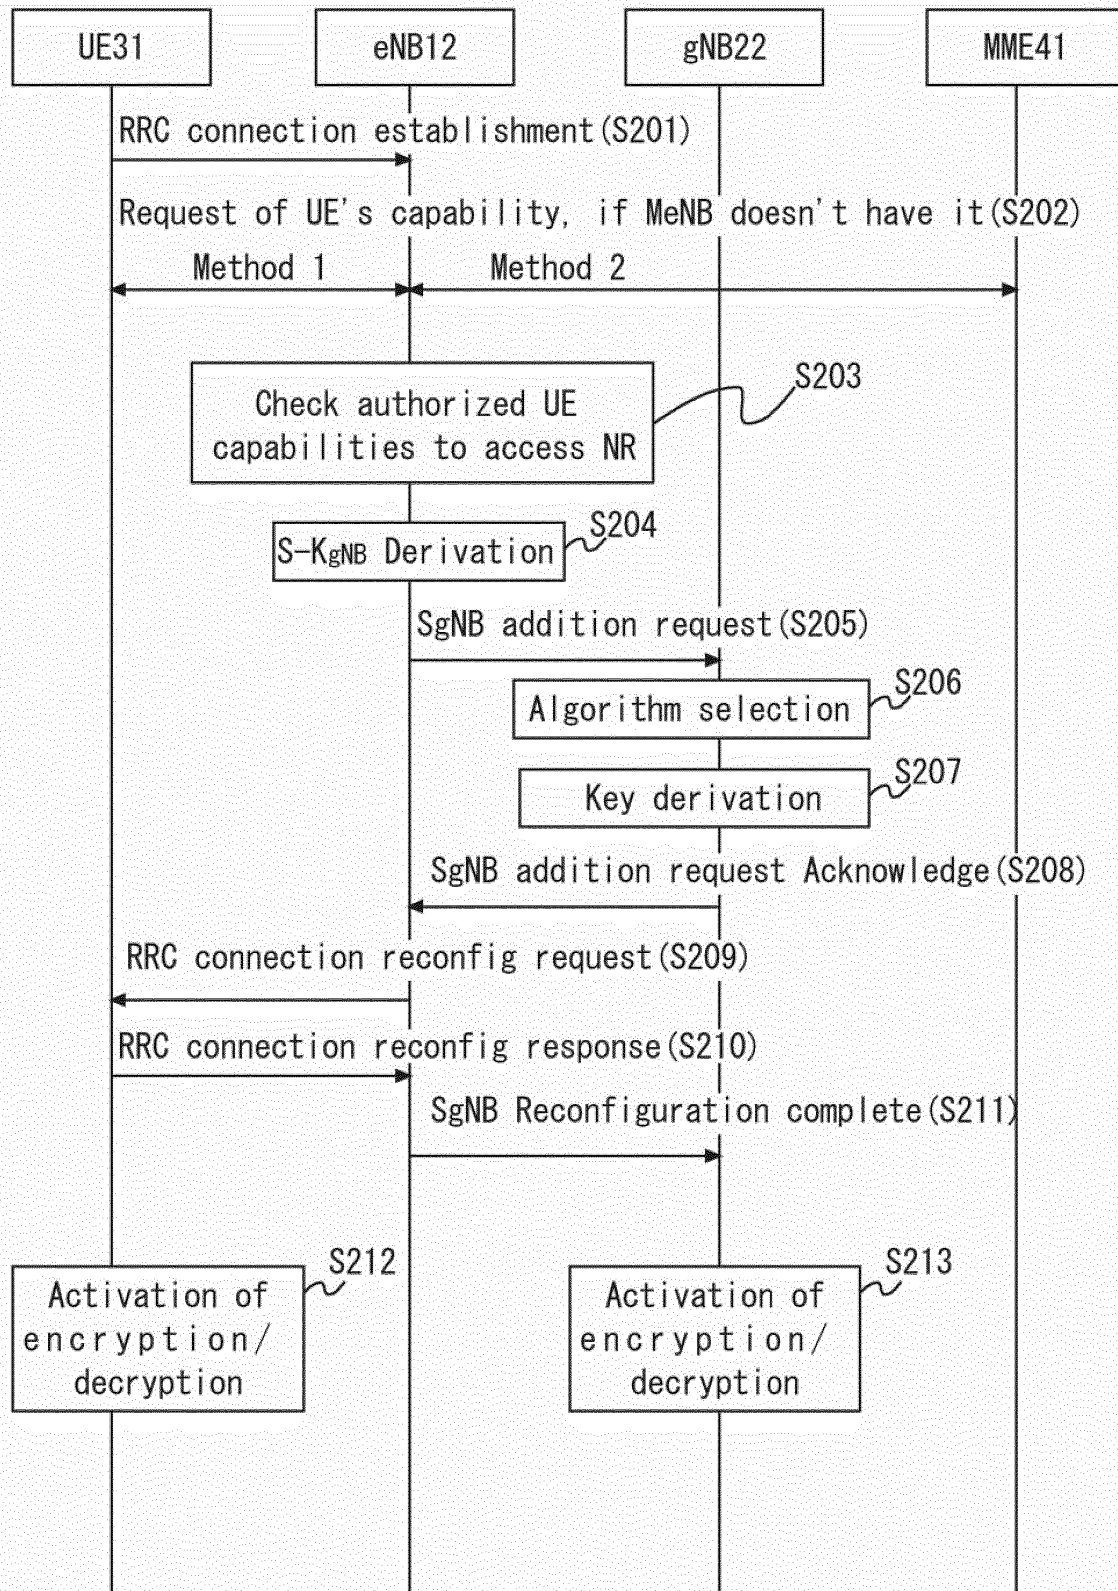 UE31
eNB12
gNB22
MME41
RRC connection establishment(S201)
Request of UE's capability, if MeNB doesn't have it(S202)
Method 1
Method 2
S203
Check authorized UE
capabilities to access NR
S204
S-KgNB Derivation
SgNB addition request(S205)
S206
Algorithm selection
S207
Key derivation
SgNB addition request Acknowledge(S208)
RRC connection reconfig request(S209)
RRC connection reconfig response(S210)
SgNB Reconfiguration complete(S211)
S212
Activation of
encryption/
decryption
S213
Activation of
encryption/
decryption